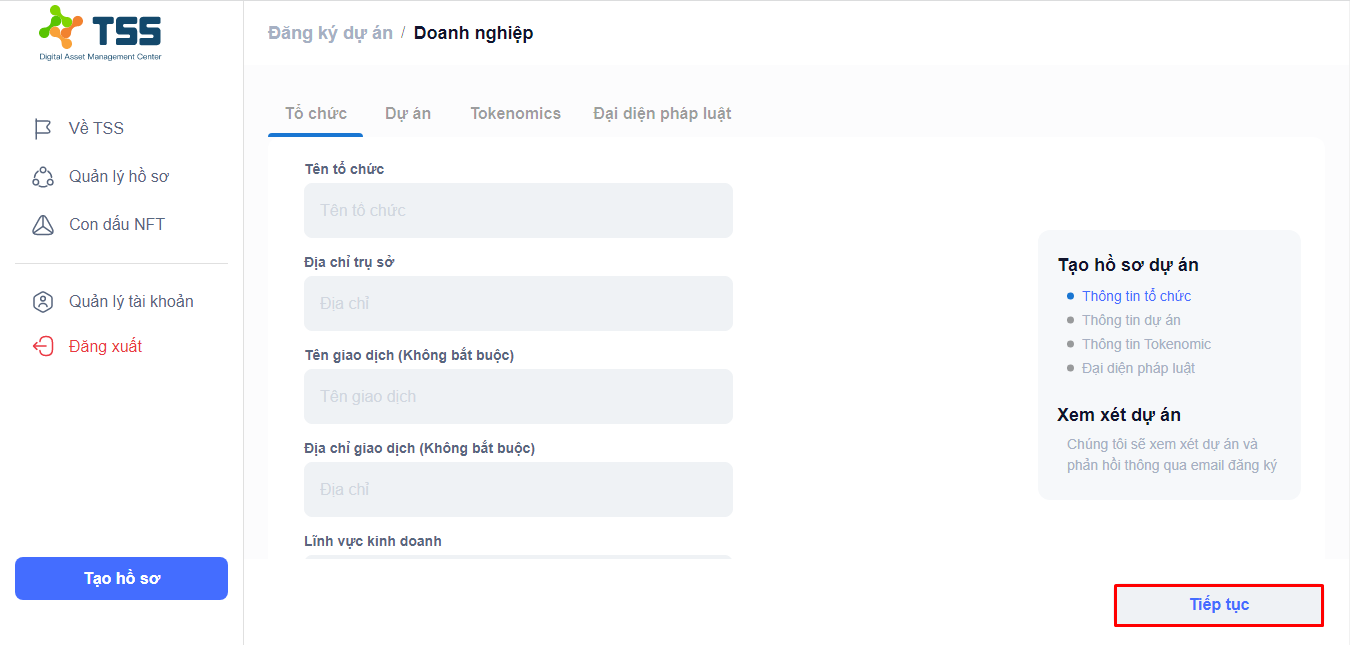 TSS
Digital Asset Management Center
Về TSS
Quản lý hồ sơ
Con dấu NFT
Quản lý tài khoản
Đăng xuất
Tạo hồ sơ
Đăng ký dự án / Doanh nghiệp
Tổ chức Dự án Tokenomics Đại diện pháp luật
Tên tổ chức
Tên tổ chức
Địa chỉ trụ sở
Địa chỉ
Tên giao dịch (Không bắt buộc)
Tên giao dịch
Địa chỉ giao dịch (Không bắt buộc)
Địa chỉ
Lĩnh vực kinh doanh
Tạo hồ sơ dự án
Thông tin tổ chức
Thông tin dự án
Thông tin Tokenomic
Đại diện pháp luật
Xem xét dự án
Chúng tôi sẽ xem xét dự án và
phản hồi thông qua email đăng ký
Tiếp tục